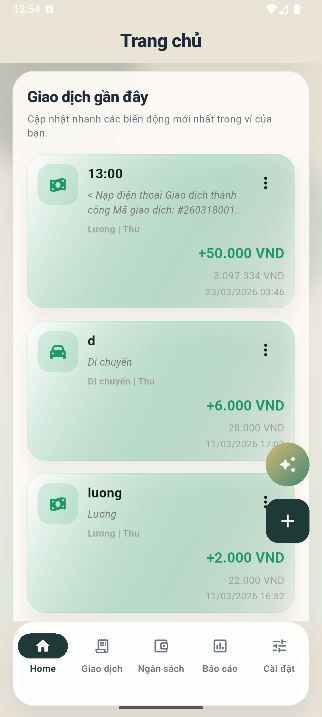 12:54
Trang chủ
Giao dịch gần đây
Cập nhật nhanh các biến động mới nhất trong ví của
bạn.
13:00
< Nạp điện thoại Giao dịch thành
công Mã giao dịch: #260318001...
Lương | Thu
+50.000 VND
3.097.334 VND
23/03/2026 03:46
d
Di chuyển
Di chuyển | Thu
+6.000 VND
28.000 VND
11/03/2026 17:0
luong
Lương
Lương | Thu
+2.000 VND
22.000 VND
11/03/2026 16:52
Home
Giao dịch
Ngân sách
Báo cáo
Cài đặt